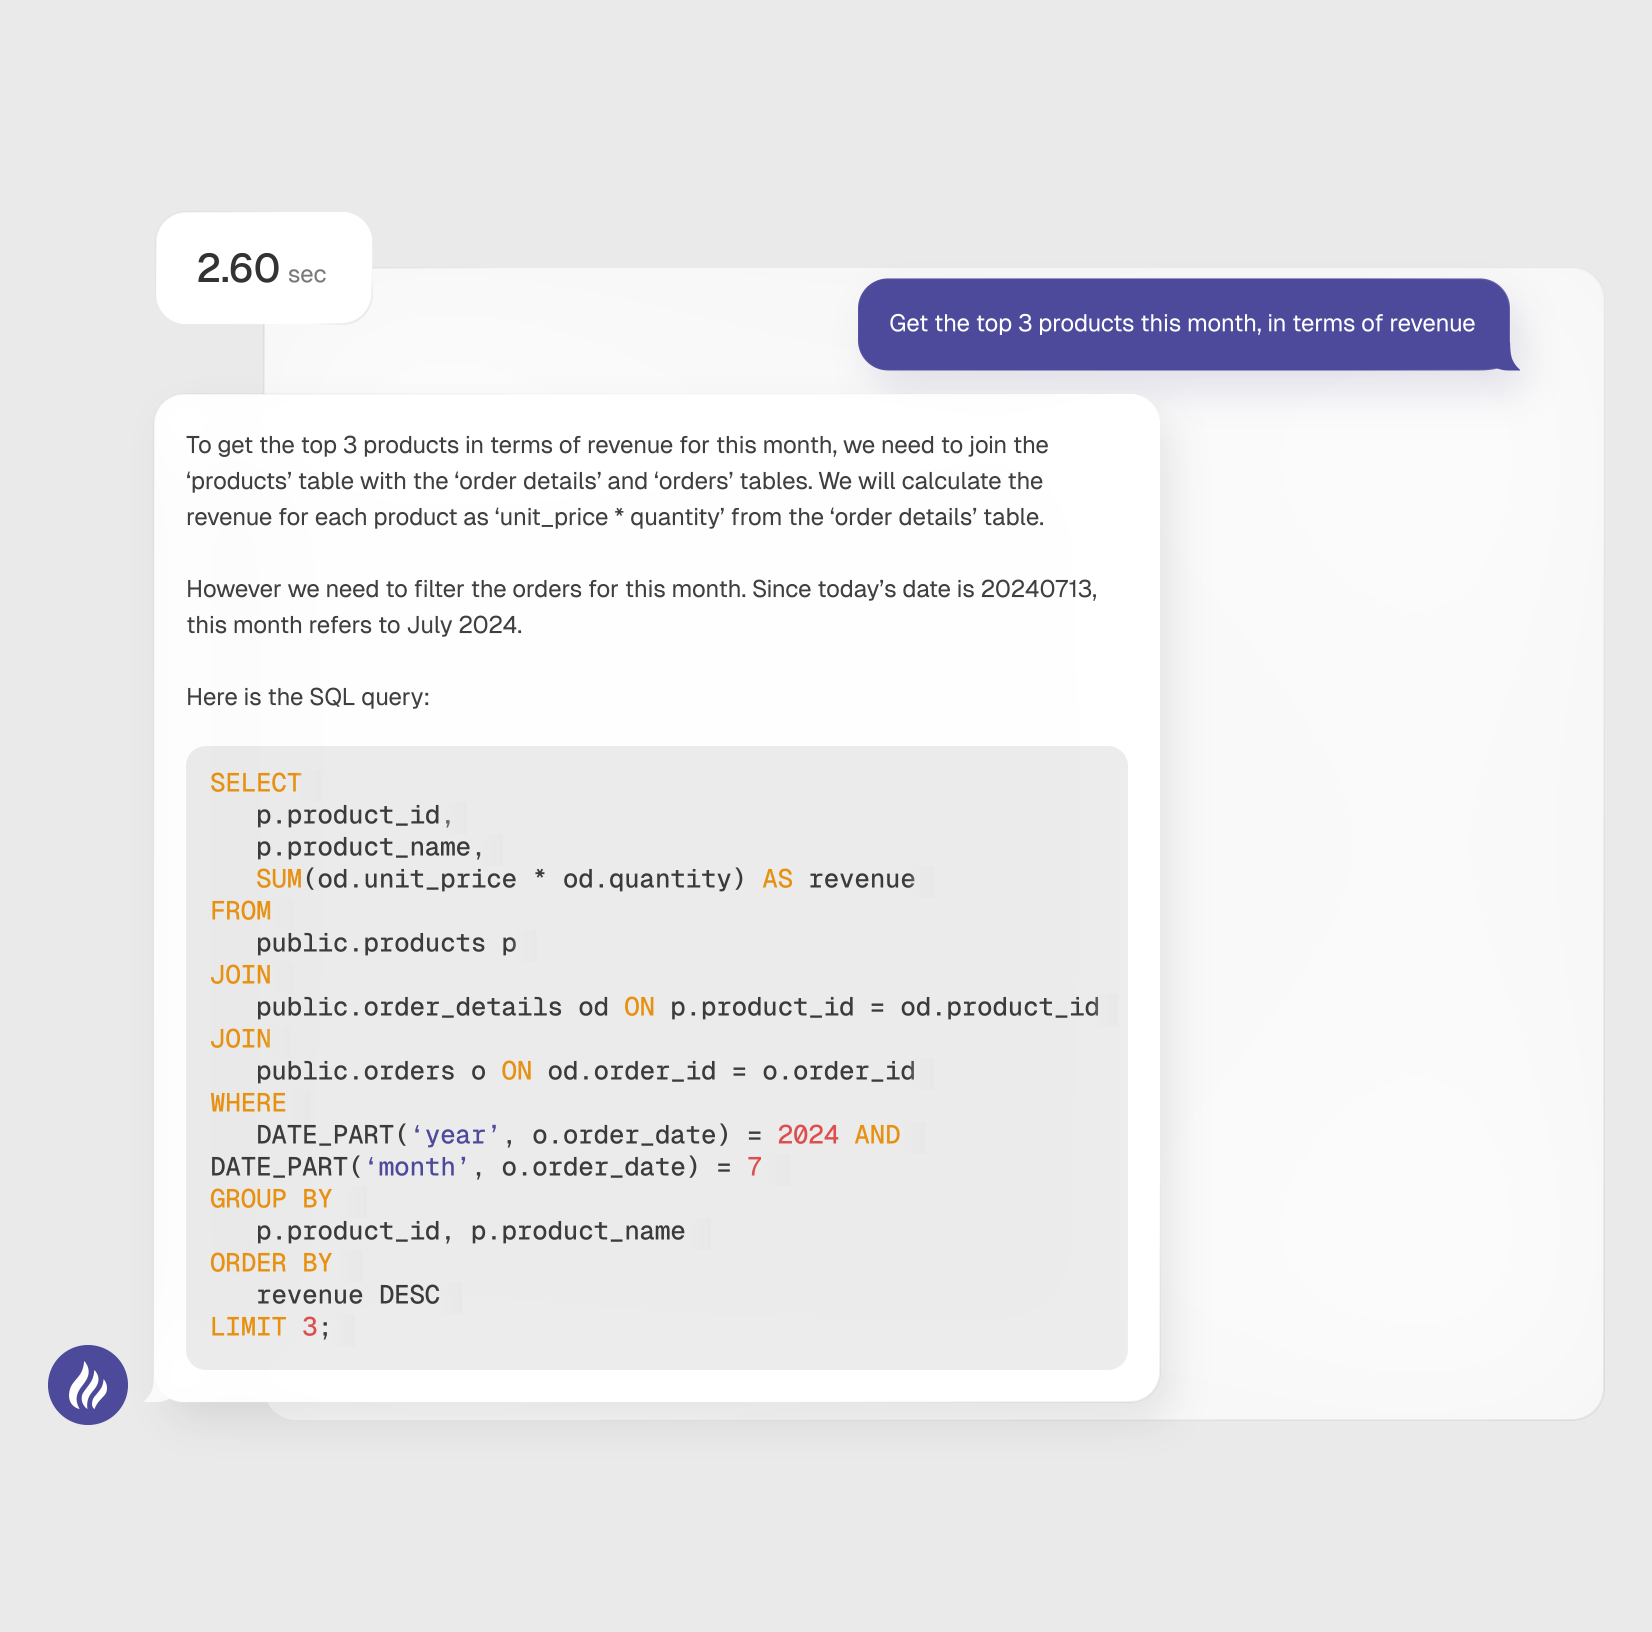 2.60 sec
Get the top 3 products this month, in terms of revenue
To get the top 3 products in terms of revenue for this month, we need to join the
‘products’ table with the ‘order details’ and ‘orders’ tables. We will calculate the
revenue for each product as ‘unit_price * quantity’ from the ‘order details’ table.
However we need to filter the orders for this month. Since today’s date is 20240713,
this month refers to July 2024.
Here is the SQL query:
SELECT
   p.product_id,
   p.product_name,
   SUM(od.unit_price * od.quantity) AS revenue
FROM
   public.products p
JOIN
   public.order_details od ON p.product_id = od.product_id
JOIN
   public.orders o ON od.order_id = o.order_id
WHERE
   DATE_PART(‘year’, o.order_date) = 2024 AND
DATE_PART(‘month’, o.order_date) = 7
GROUP BY
   p.product_id, p.product_name
ORDER BY
   revenue DESC
LIMIT 3;